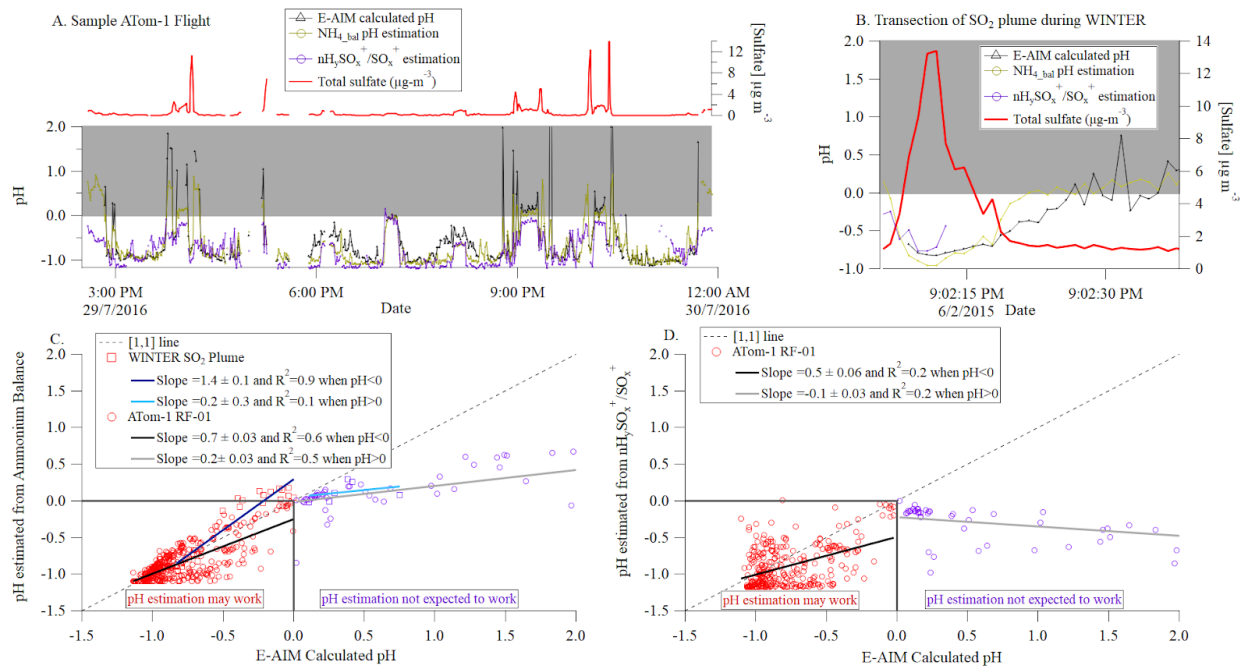 A. Sample ATom-1 Flight
E-AIM calculated pH
NH4_bal pH estimation
nHySOx+/SOx+ estimation
Total sulfate (µg-m-3)
12
8
4
0
[Sulfate] µg m-3
2.0
1.0
0.0
-1.0
pH
3:00 PM
29/7/2016
6:00 PM
9:00 PM
12:00 AM
30/7/2016
Date
B. Transection of SO2 plume during WINTER
E-AIM calculated pH
NH4_bal pH estimation
nHySOx+/SOx+ estimation
Total sulfate (µg-m-3)
2.0
1.5
1.0
0.5
0.0
-0.5
-1.0
pH
14
12
10
8
6
4
2
0
Sulfate] µg m-3
9:02:15 PM
6/2/2015
9:02:30 PM
Date
C.
[1,1] line
WINTER SO2 Plume
Slope =1.4 ± 0.1 and R2=0.9 when pH<0
Slope =0.2 ± 0.3 and R2=0.1 when pH>0
ATom-1 RF-01
Slope =0.7 ± 0.03 and R2=0.6 when pH<0
Slope =0.2± 0.03 and R2=0.5 when pH>0
2.0
1.5
1.0
0.5
0.0
-0.5
-1.0
-1.5
pH estimated from Ammonium Balance
pH estimation may work
pH estimation not expected to work
-1.5
-1.0
-0.5
0.0
0.5
1.0
1.5
2.0
E-AIM Calculated pH
D.
[1,1] line
ATom-1 RF-01
Slope =0.5 ± 0.06 and R2=0.2 when pH<0
Slope =-0.1 ± 0.03 and R2=0.2 when pH>0
2.0
1.5
1.0
0.5
0.0
-0.5
-1.0
-1.5
pH estimated from nHySOx+/SOx+
pH estimation may work
pH estimation not expected to work
-1.5
-1.0
-0.5
0.0
0.5
1.0
1.5
2.0
E-AIM Calculated pH